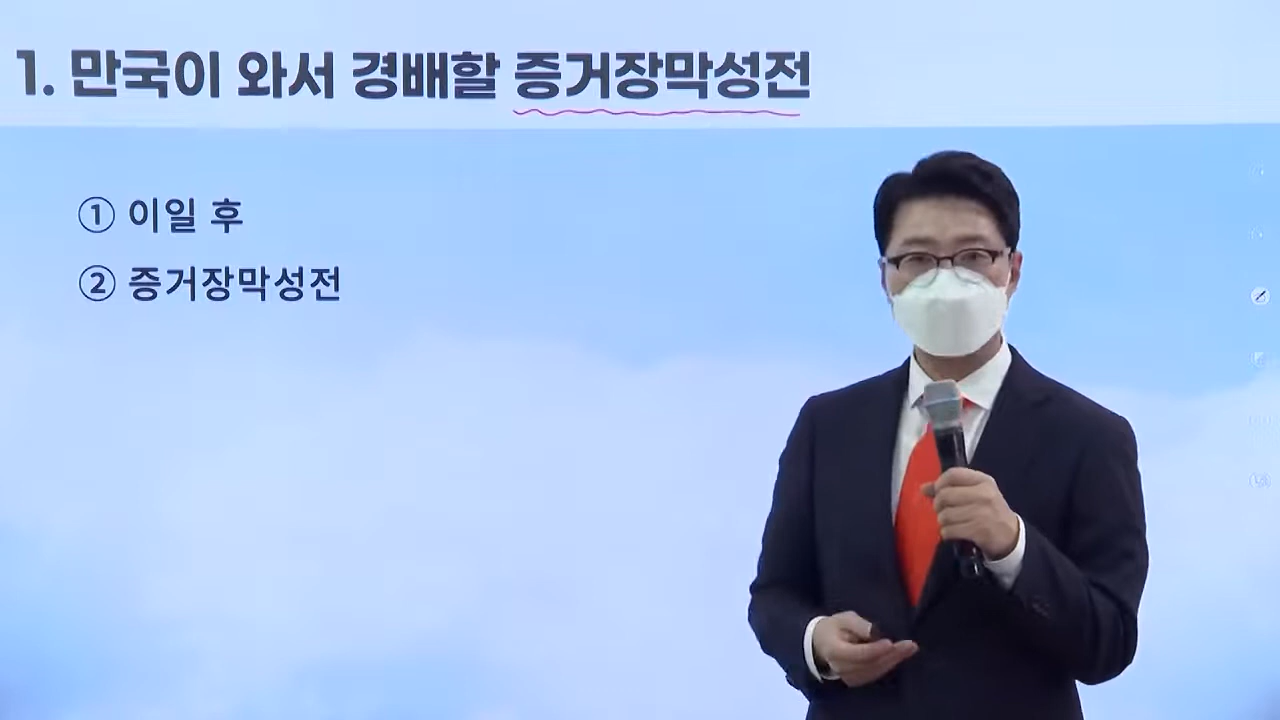 1. 만국이 와서 경배할 증거장막성전
① 이일 후
② 증거장막성전